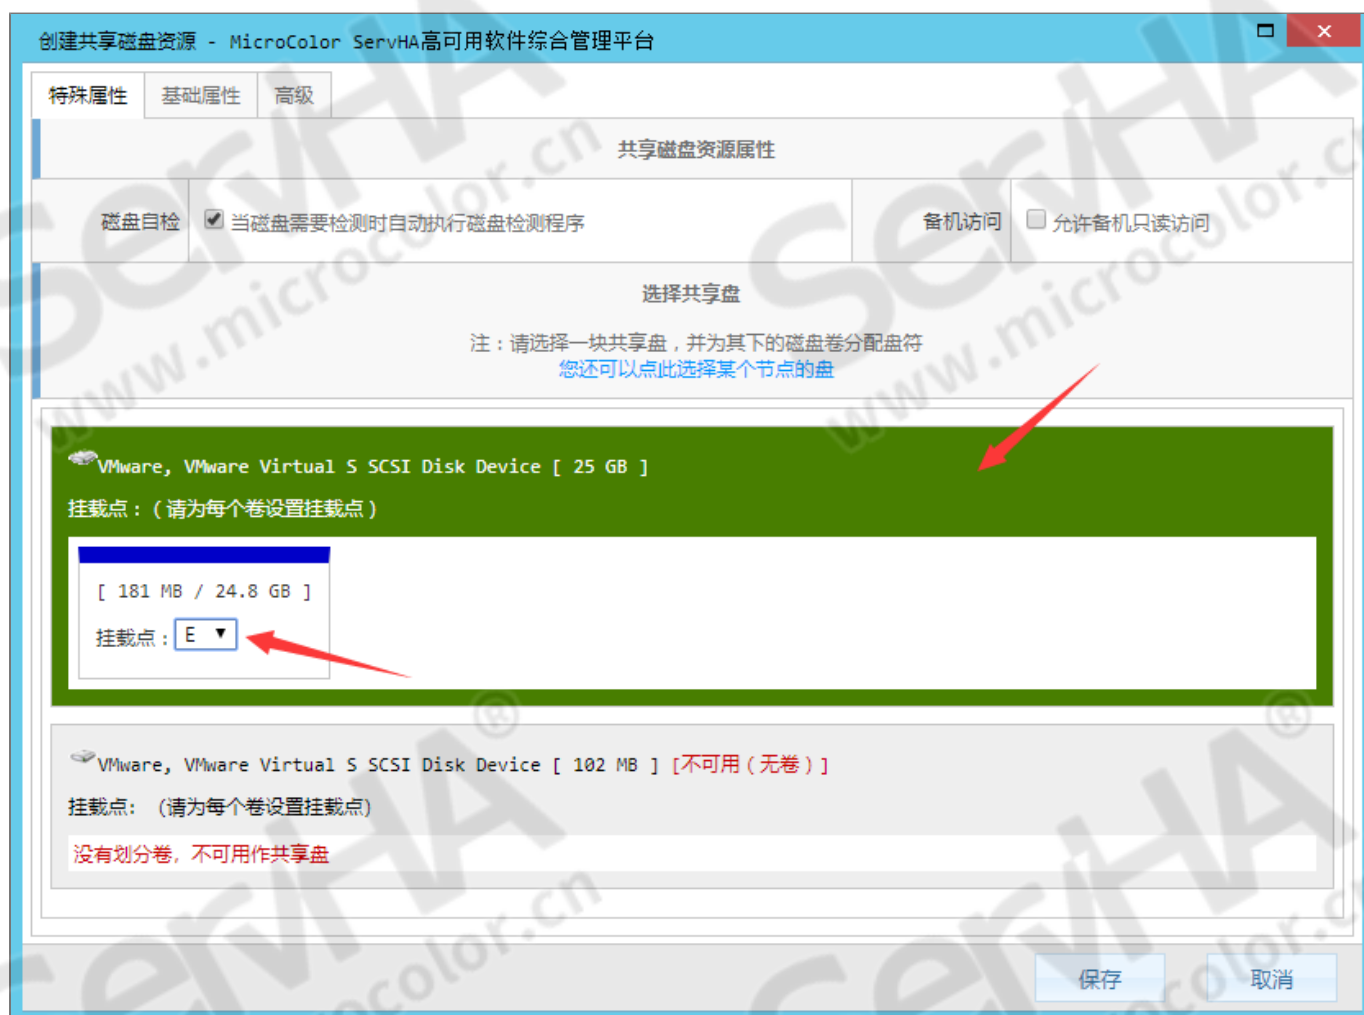 创建共享磁盘资源 - MicroColor ServHA高可用软件综合管理平台
特殊属性 基础属性 高级
共享磁盘资源属性
磁盘自检 当磁盘需要检测时自动执行磁盘检测程序 备机访问 允许备机只读访问
选择共享盘
注：请选择一块共享盘，并为其下的磁盘卷分配盘符
您还可以点此选择某个节点的盘
VMware, VMware Virtual S SCSI Disk Device [ 25 GB ]
挂载点：(请为每个卷设置挂载点)
[ 181 MB / 24.8 GB ]
挂载点：E
VMware, VMware Virtual S SCSI Disk Device [ 102 MB ] [不可用（无卷）]
挂载点: (请为每个卷设置挂载点)
没有划分卷, 不可用作共享盘
保存 取消
ServHA®
www.microcolor.cn